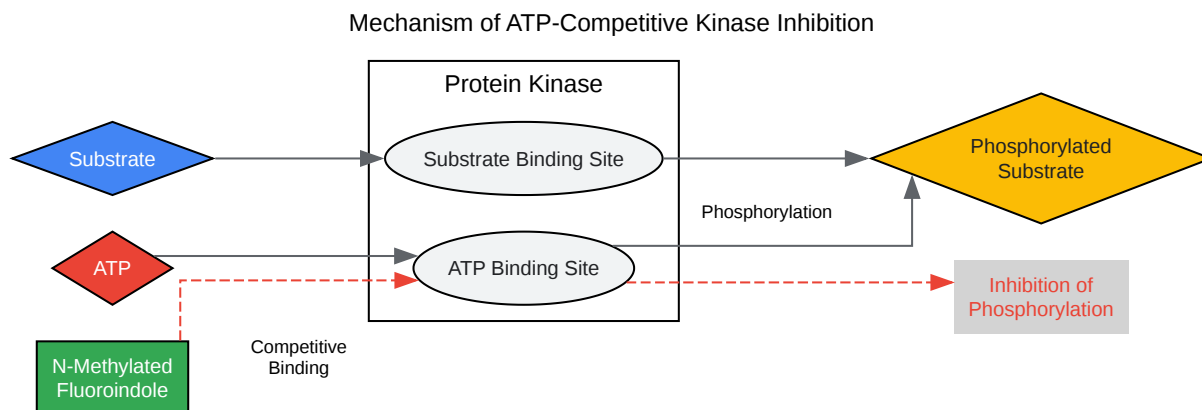 Mechanism of ATP-Competitive Kinase Inhibition
Protein Kinase
Substrate
Substrate Binding Site
Phosphorylated
Substrate
Phosphorylation
ATP
ATP Binding Site
Inhibition of
Phosphorylation
Competitive
Binding
N-Methylated
Fluoroindole